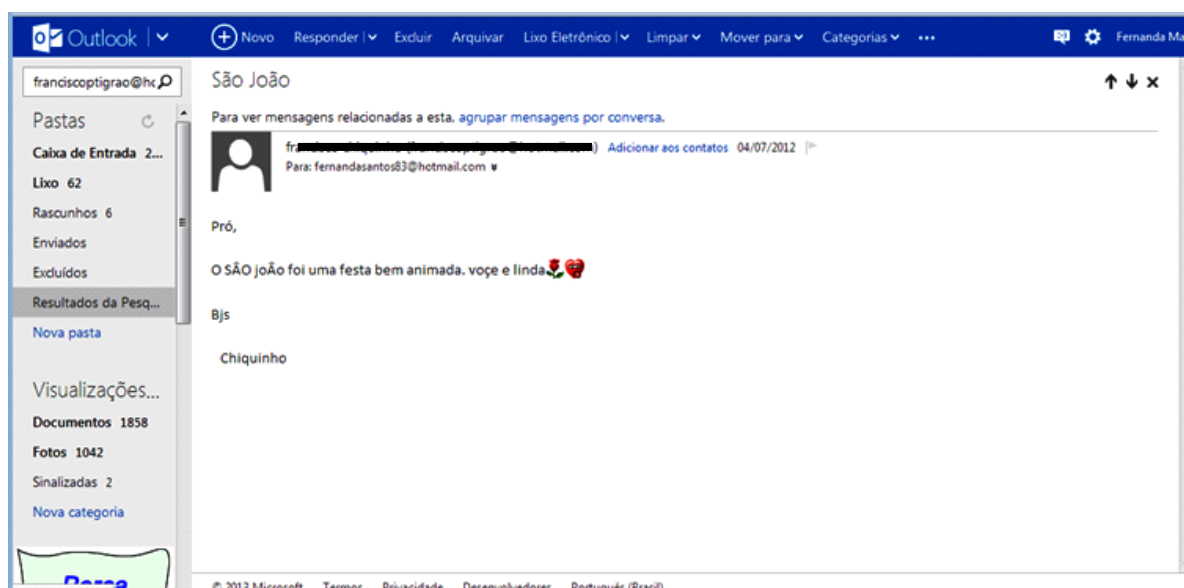 Outlook
Novo Responder Excluir Arquivar Lixo Eletrônico Limpar Mover para Categorias ••• Fernanda Ma
franciscoptigrao@hc
Pastas
Caixa de Entrada 2...
Lixo 62
Rascunhos 6
Enviados
Excluídos
Resultados da Pesq...
Nova pasta
Visualizações...
Documentos 1858
Fotos 1042
Sinalizadas 2
Nova categoria
São João
Para ver mensagens relacionadas a esta. agrupar mensagens por conversa.
Adicionar aos contatos 04/07/2012
Para: fernandasantos83@hotmail.com
Pró,
O SÂO joÂo foi uma festa bem animada. voçe e linda
Bjs
Chiquinho
© 2013 Microsoft Termos Privacidade Desenvolvedores Português (Brasil)